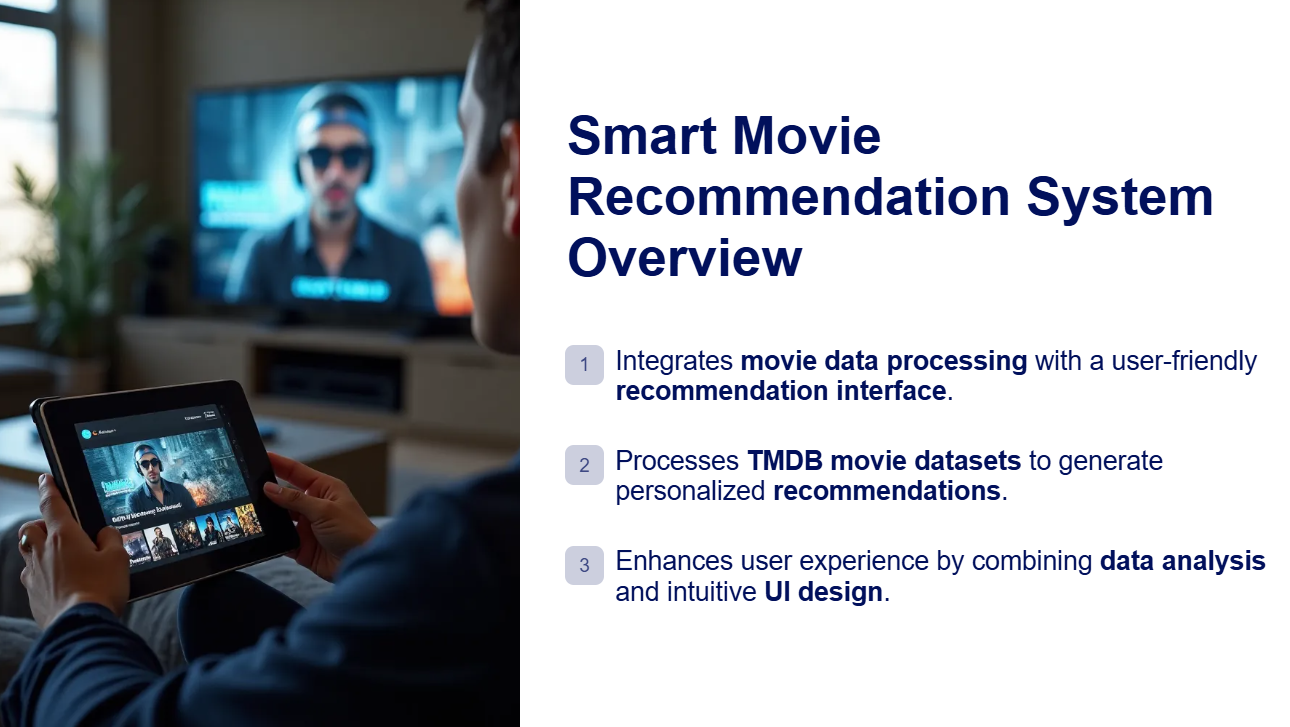 Smart Movie
Recommendation System
Overview
1 Integrates movie data processing with a user-friendly
recommendation interface.
2 Processes TMDB movie datasets to generate
personalized recommendations.
3 Enhances user experience by combining data analysis
and intuitive UI design.